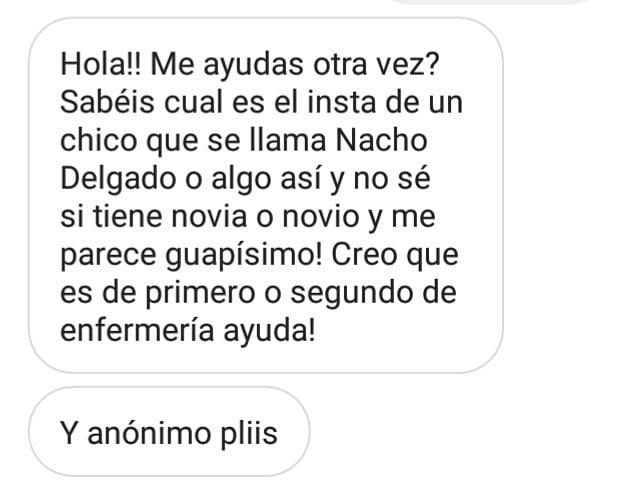 Hola!! Me ayudas otra vez?
Sabéis cual es el insta de un
chico que se llama Nacho
Delgado o algo así y no sé
si tiene novia o novio y me
parece guapísimo! Creo que
es de primero o segundo de
enfermería ayuda!
Y anónimo pliis